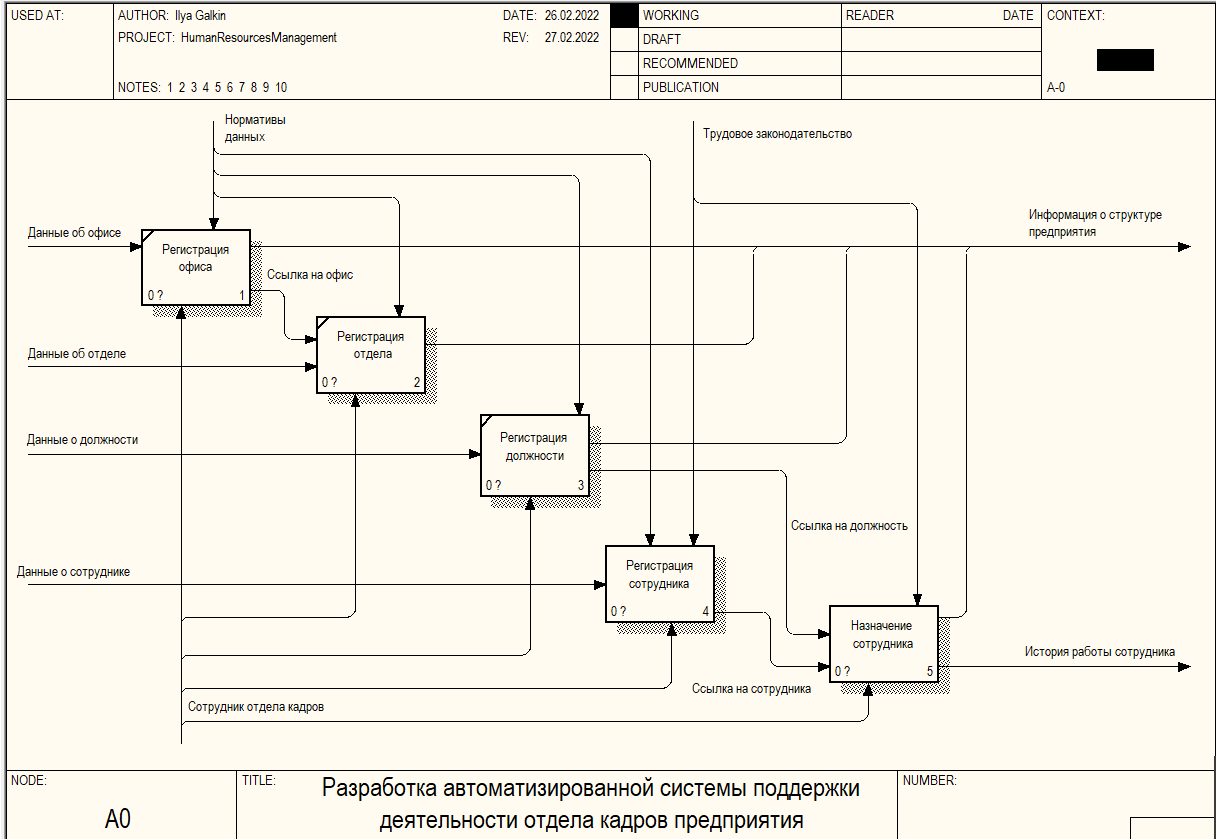 USED AT:
AUTHOR: Ilya Galkin
DATE: 26.02.2022
PROJECT: HumanResourcesManagement
REV: 27.02.2022
NOTES: 1 2 3 4 5 6 7 8 9 10
WORKING
DRAFT
RECOMMENDED
PUBLICATION
READER
DATE
CONTEXT:
A-0
Нормативы
данных
Трудовое законодательство
Данные об офисе
Регистрация
офиса
0 ?
1
Информация о структуре
предприятия
Ссылка на офис
Данные об отделе
Регистрация
отдела
0 ?
2
Данные о должности
Регистрация
должности
0 ?
3
Ссылка на должность
Данные о сотруднике
Регистрация
сотрудника
0 ?
4
Назначение
сотрудника
0 ?
5
История работы сотрудника
Ссылка на сотрудника
Сотрудник отдела кадров
NODE:
A0
TITLE:
Разработка автоматизированной системы поддержки
деятельности отдела кадров предприятия
NUMBER: